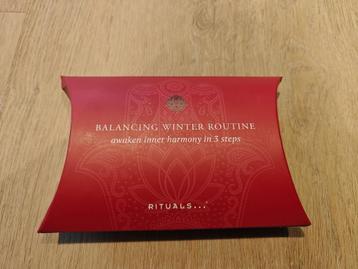 BALANCING WINTER ROUTINE
awaken inner harmony in 3 steps
RITUALS...